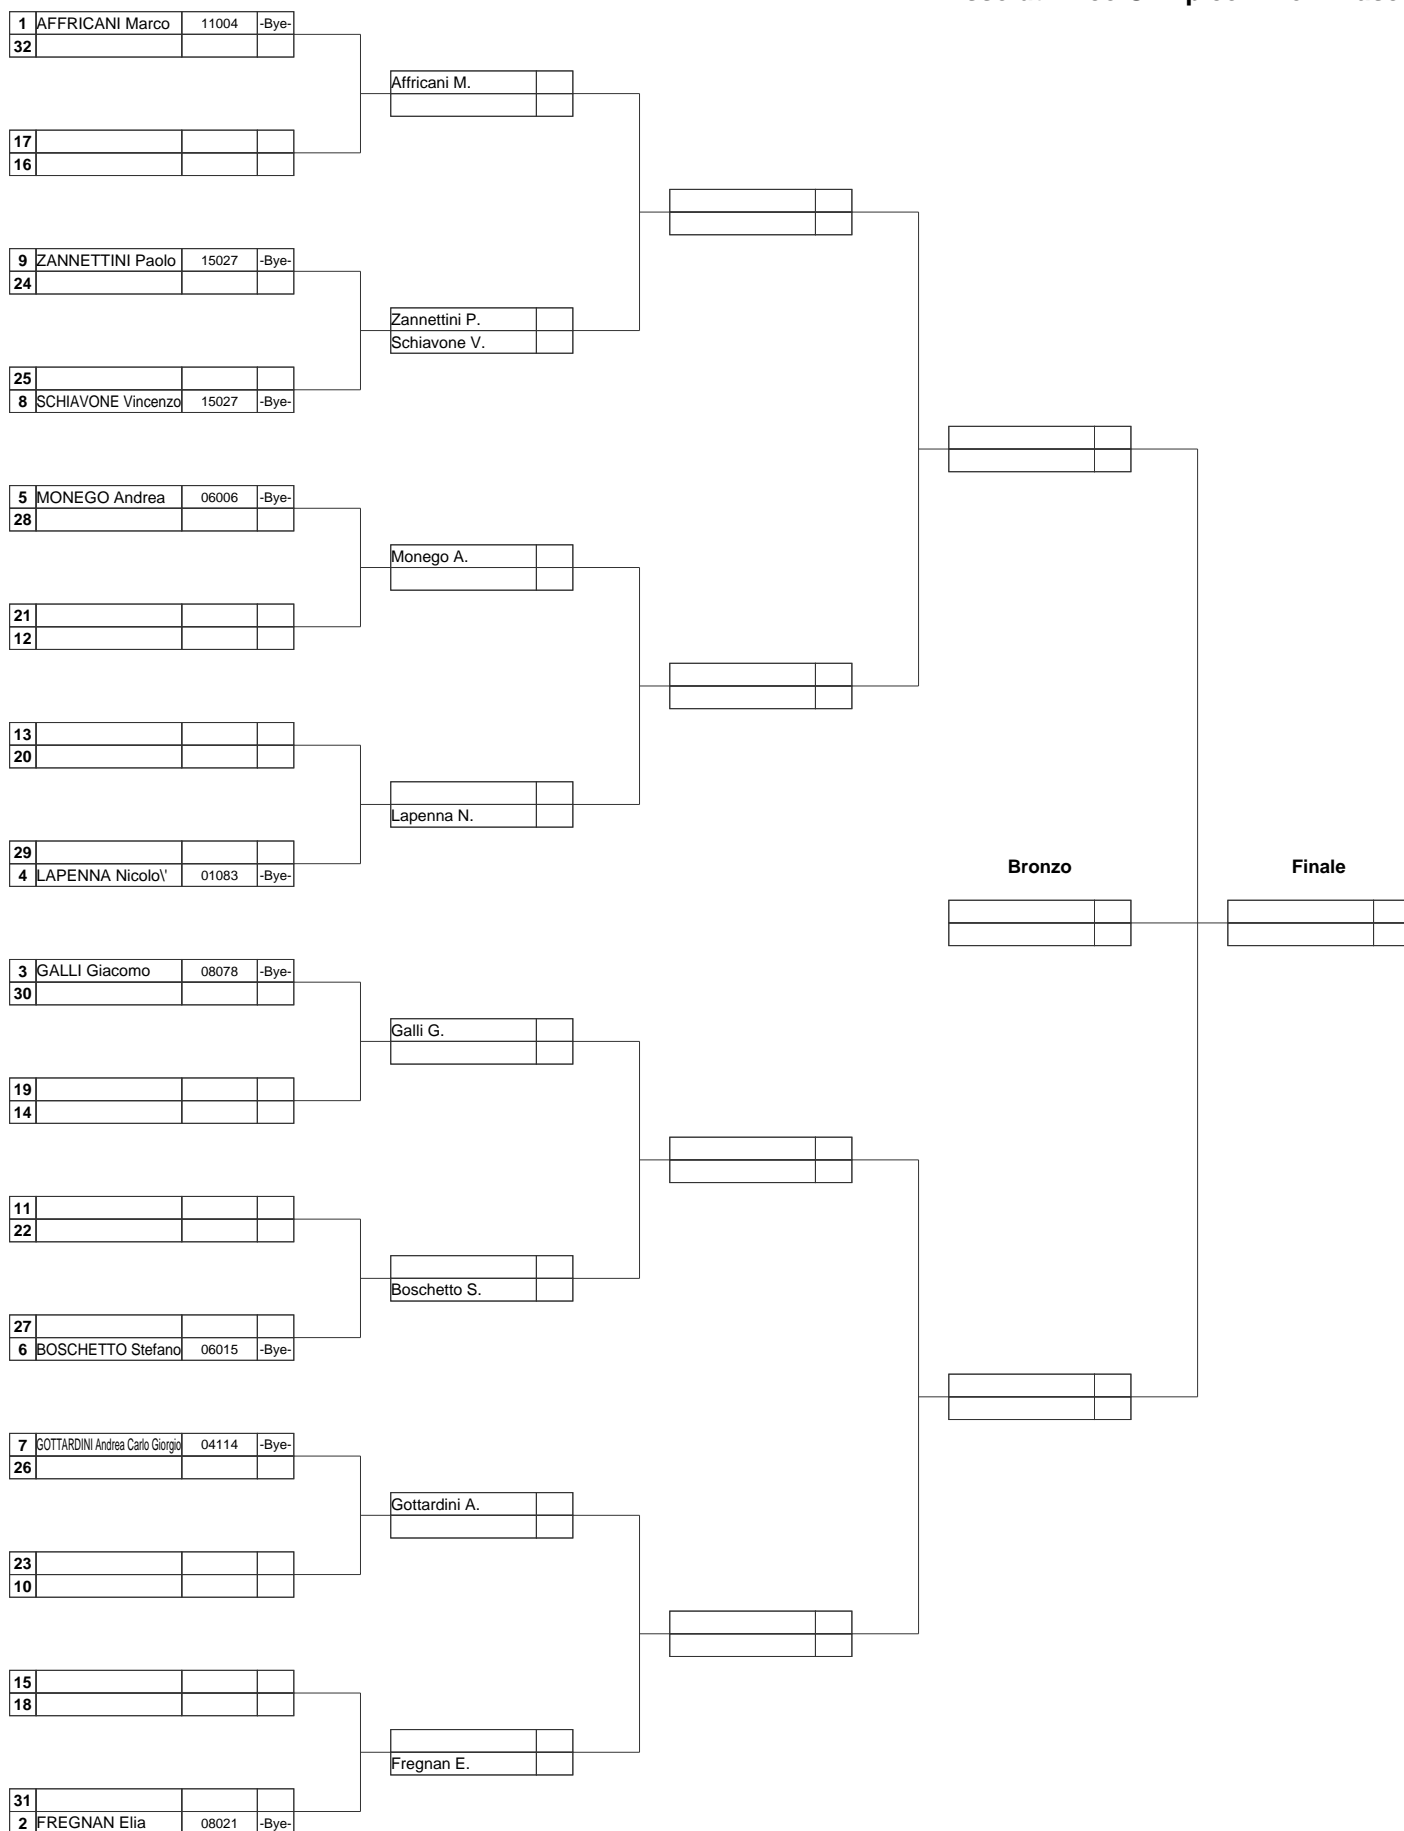 1 AFFRICANI Marco 11004 -Bye-
32
Affricani M.
17
16
9 ZANNETTINI Paolo 15027 -Bye-
24
Zannettini P.
Schiavone V.
25
8 SCHIAVONE Vincenzo 15027 -Bye-
5 MONEGO Andrea 06006 -Bye-
28
Monego A.
21
12
13
20
Lapenna N.
29
4 LAPENNA Nicolo\' 01083 -Bye-
Bronzo Finale
3 GALLI Giacomo 08078 -Bye-
30
Galli G.
19
14
11
22
Boschetto S.
27
6 BOSCHETTO Stefano 06015 -Bye-
7 GOTTARDINI Andrea Carlo Giorgio 04114 -Bye-
26
Gottardini A.
23
10
15
18
Fregnan E.
31
2 FREGNAN Elia 08021 -Bye-